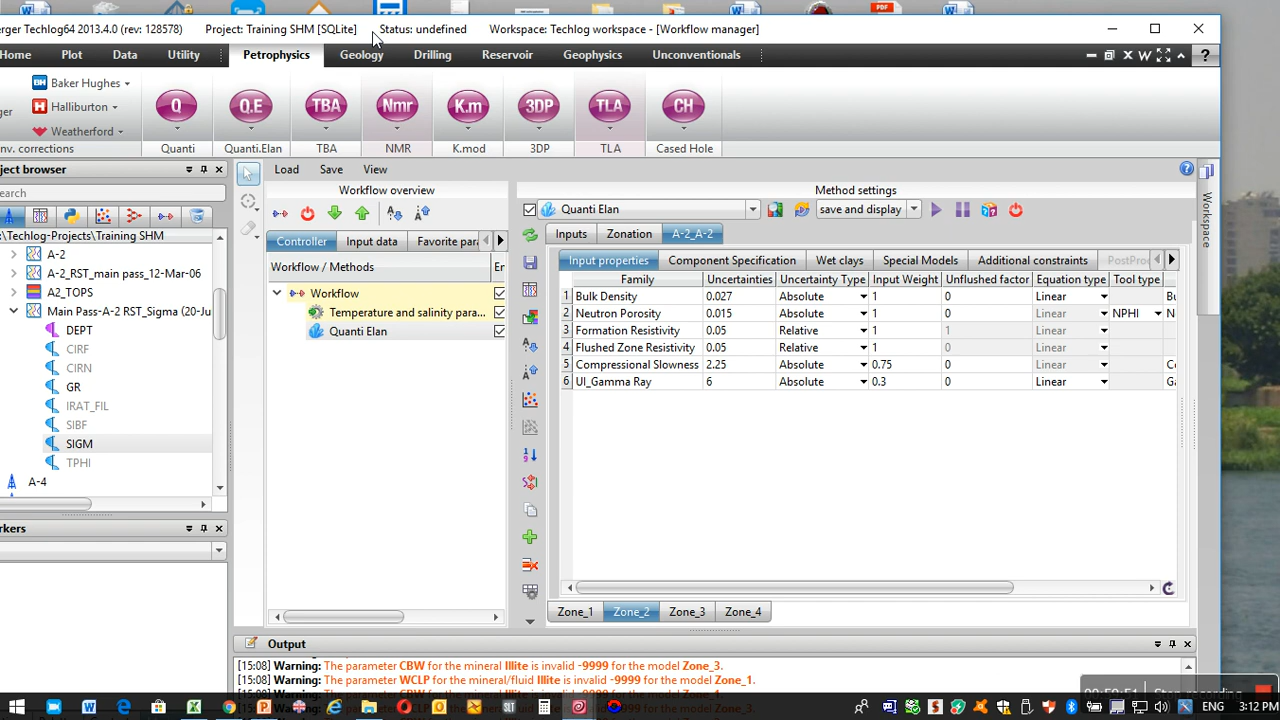 erger Techlog2013.4.0 (rev: 128578) Project: Training SHM [SQLite] Status: undefined Workspace: Techlog workspace - [Workflow manager]
Home Plot Data Utility Petrophysics Geology Drilling Reservoir Geophysics Unconventionals
Baker Hughes
Halliburton
Weatherford
Q Q.E TBA Nmr K.m 3DP TLA CH
nv. corrections Quanti Quanti.Elan TBA NMR K.mod 3DP TLA Cased Hole
ject browser
earch
:/Techlog-Projects\Training SHM
A-2
A-2_RST_main pass_12-Mar-06
A2_TOPS
Main Pass-A-2 RST_Sigma (20-Ju
DEPT
CIRF
CIRN
GR
IRAT_FIL
SIBF
SIGM
TPHI
A-4
rkers
Load Save View
Workflow overview
Controller Input data Favorite par
Workflow / Methods Er
Workflow
Temperature and salinity para...
Quanti Elan
Method settings
Quanti Elan save and display
Inputs Zonation A-2_A-2
Input properties Component Specification Wet clays Special Models Additional constraints PostProc
Family Uncertainties Uncertainty Type Input Weight Unflushed factor Equation type Tool type
1 Bulk Density 0.027 Absolute 1 0 Linear Bu
2 Neutron Porosity 0.015 Absolute 1 0 Linear NPHI N
3 Formation Resistivity 0.05 Relative 1 1 Linear
4 Flushed Zone Resistivity 0.05 Relative 1 0 Linear
5 Compressional Slowness 2.25 Absolute 0.75 0 Linear Co
6 UI_Gamma Ray 6 Absolute 0.3 0 Linear Ga
Zone_1 Zone_2 Zone_3 Zone_4
Workspace
Output
[15:08] Warning: The parameter CBW for the mineral Illite is invalid -9999 for the model Zone_3.
[15:08] Warning: The parameter WCLP for the mineral/fluid Illite is invalid -9999 for the model Zone_1.
Stop recording
ENG 3:12 PM